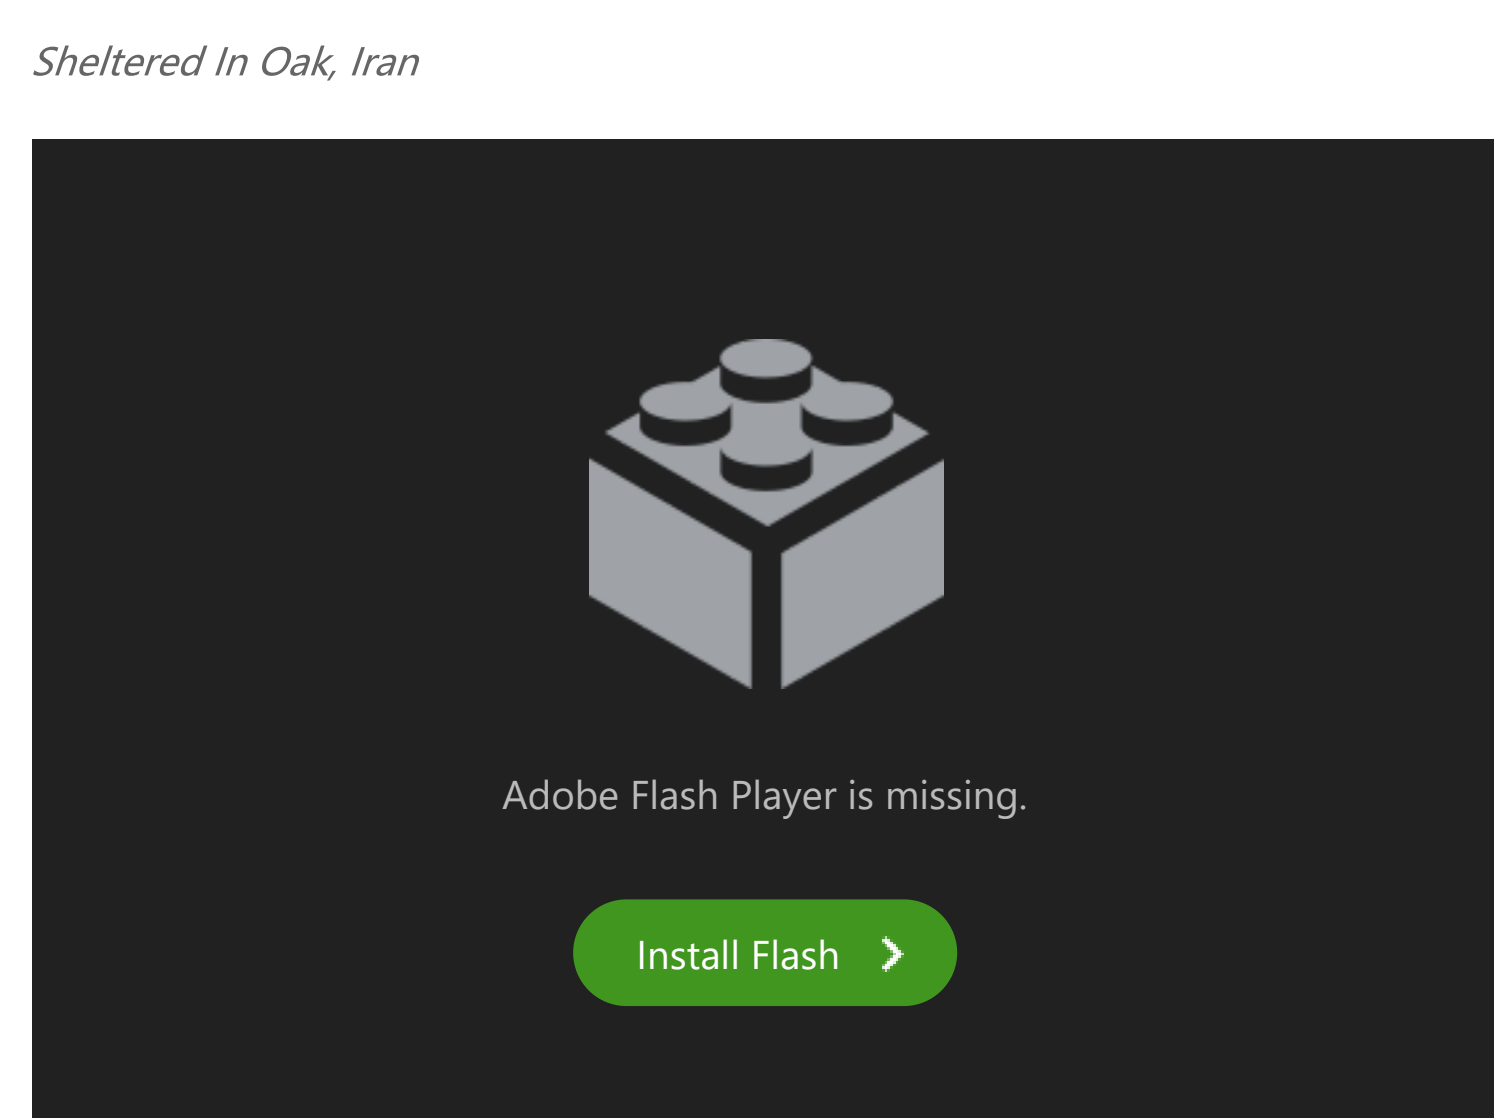 Sheltered In Oak, Iran
Adobe Flash Player is missing.
Install Flash